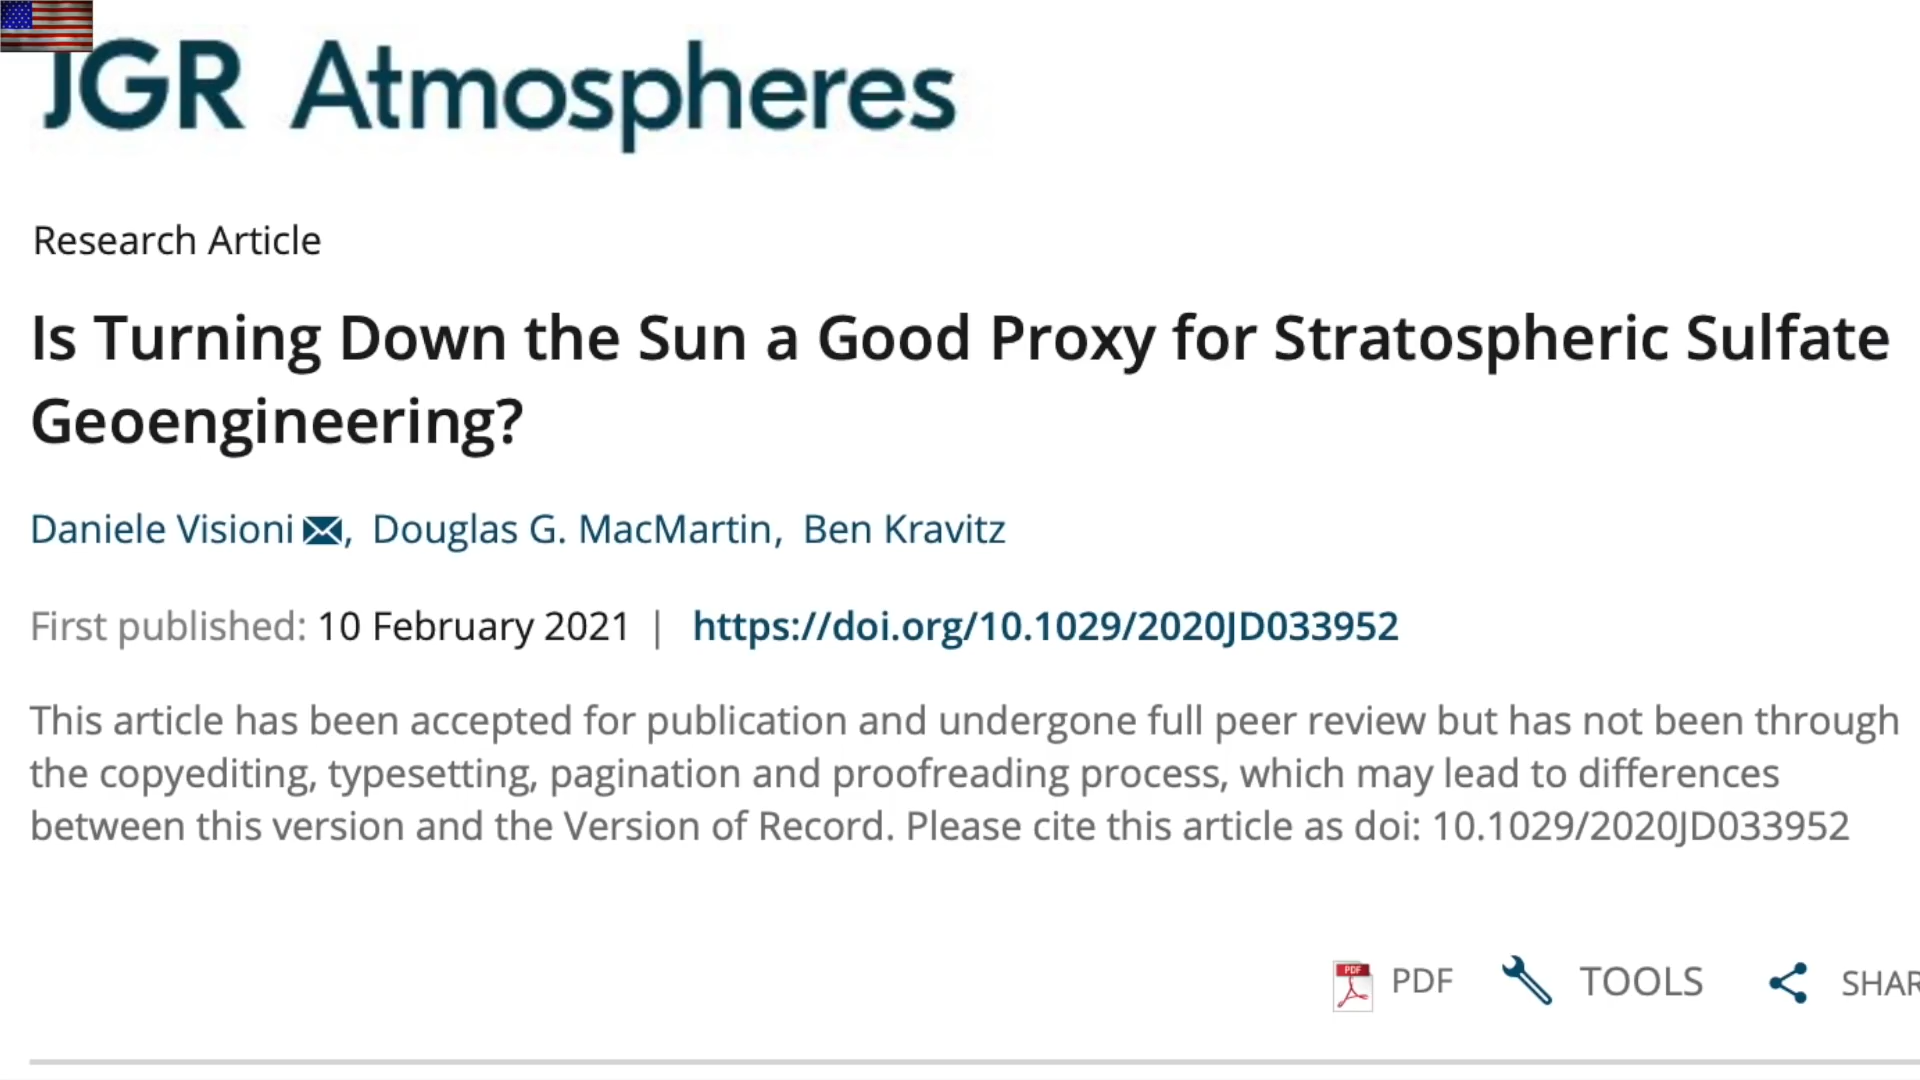 JGR Atmospheres
Research Article
Is Turning Down the Sun a Good Proxy for Stratospheric Sulfate
Geoengineering?
Daniele Visioni, Douglas G. MacMartin, Ben Kravitz
First published: 10 February 2021 | https://doi.org/10.1029/2020JD033952
This article has been accepted for publication and undergone full peer review but has not been through
the copyediting, typesetting, pagination and proofreading process, which may lead to differences
between this version and the Version of Record. Please cite this article as doi: 10.1029/2020JD033952
PDF PDF TOOLS SHAR